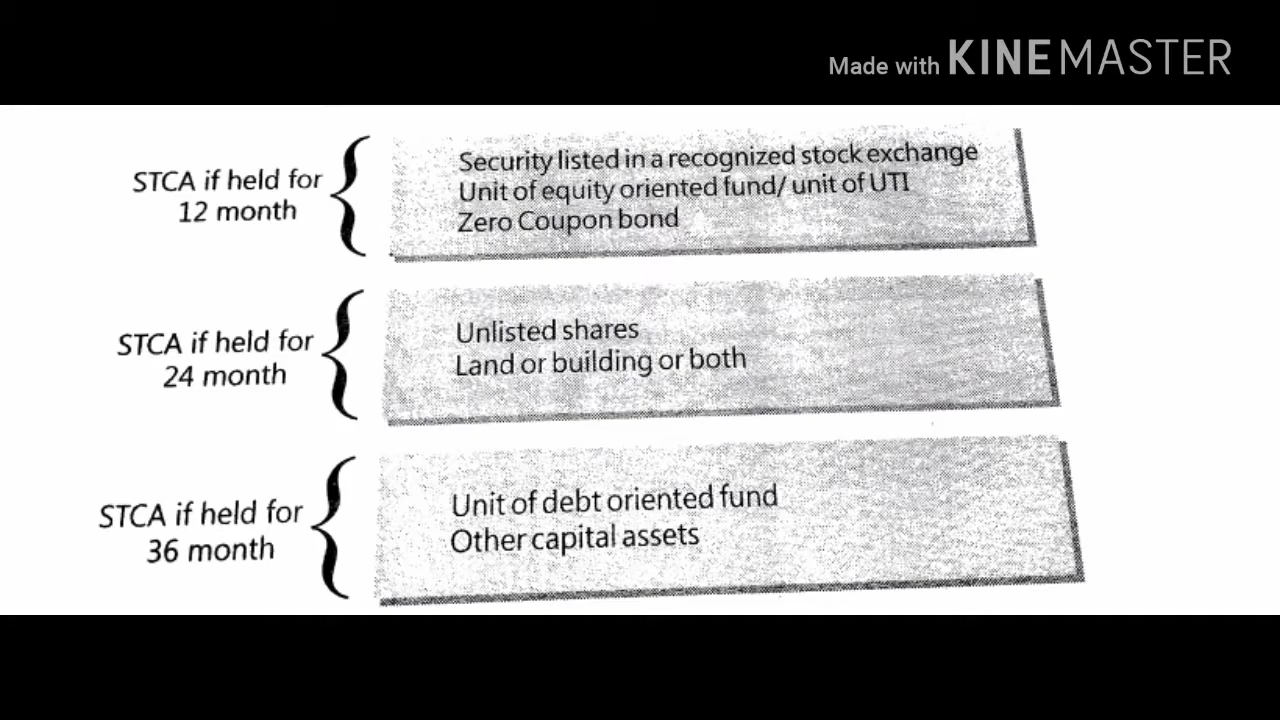 Made with KINEMASTER
STCA if held for
12 month
Security listed in a recognized stock exchange
Unit of equity oriented fund/ unit of UTI
Zero Coupon bond
STCA if held for
24 month
Unlisted shares
Land or building or both
STCA if held for
36 month
Unit of debt oriented fund
Other capital assets